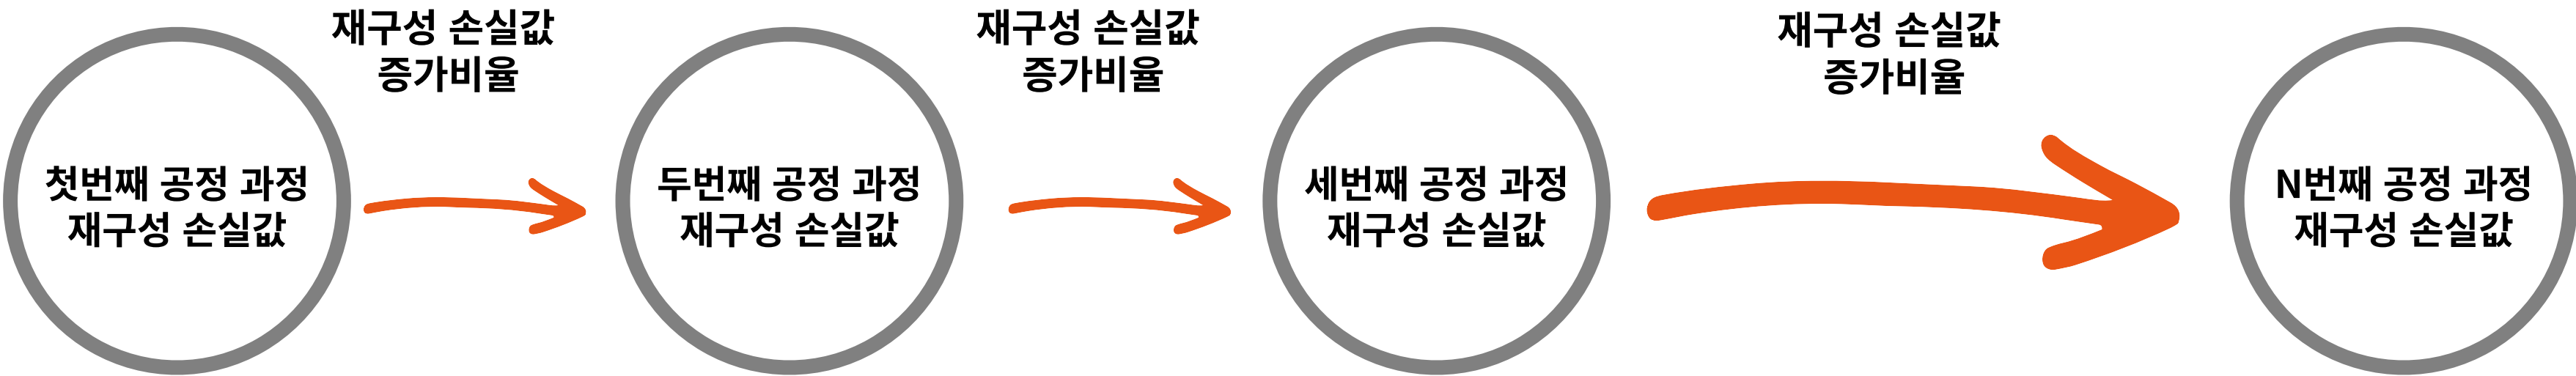 재구성 손실값
증가비율
재구성 손실값
증가비율
재구성 손실값
증가비율
첫번째 공정 과정
재구성 손실값
두번째 공정 과정
재구성 손실값
세번째 공정 과정
재구성 손실값
N번째 공정 과정
재구성 손실값